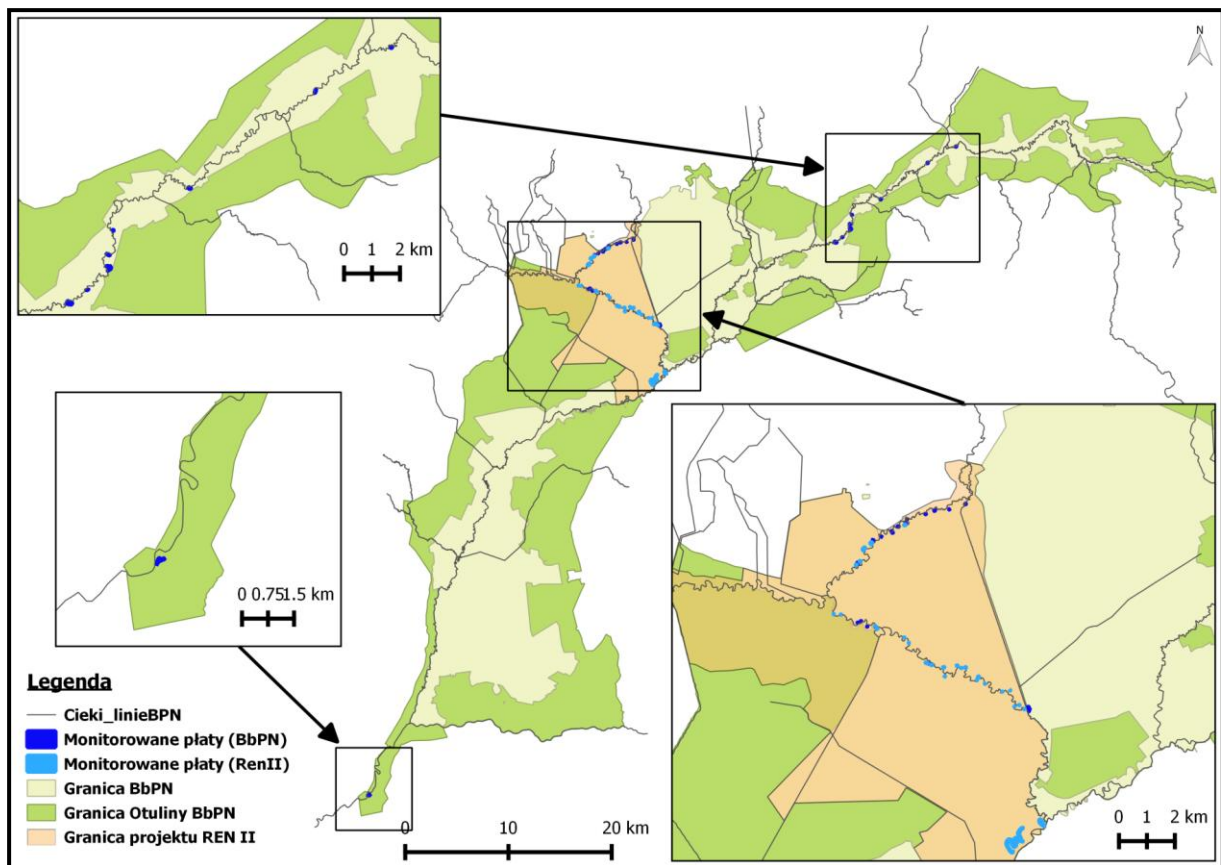 N
0 1 2 km
0 0.751.5 km
Legenda
Cieki_linieBPN
Monitorowane płaty (BbPN)
Monitorowane płaty (RenII)
Granica BbPN
Granica Otuliny BbPN
Granica projektu REN II
0 10 20 km
0 1 2 km